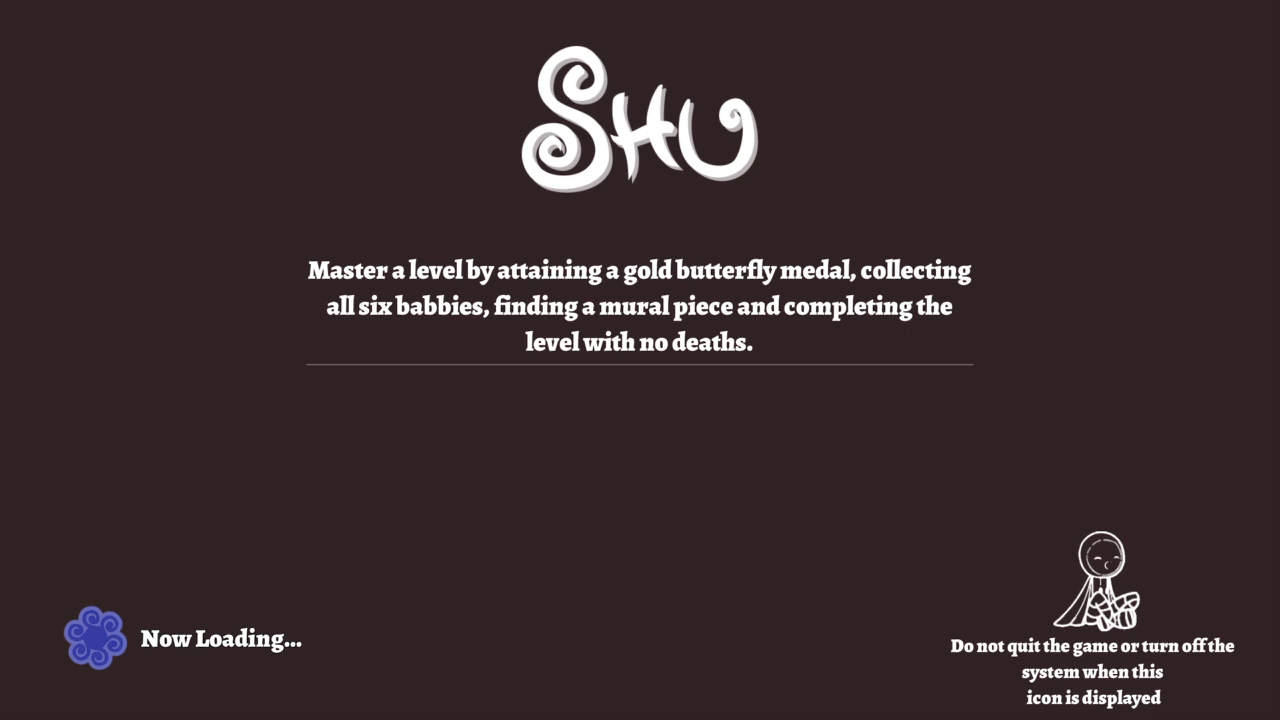 SHU
Master a level by attaining a gold butterfly medal, collecting
all six babbies, finding a mural piece and completing the
level with no deaths.
Now Loading...
Do not quit the game or turn off the
system when this
icon is displayed